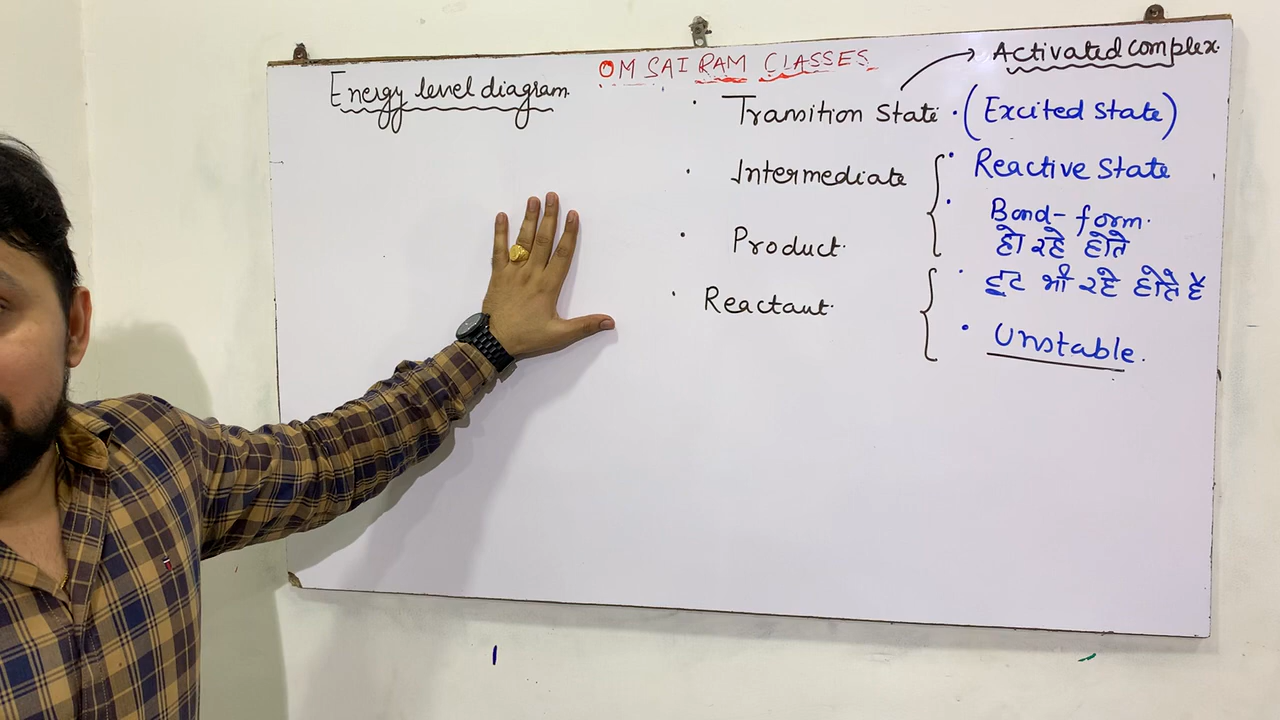 OM SAI RAM CLASSES
Energy level diagram
Activated complex.
Transition State
(Excited State)
Intermediate
Product.
Reactant.
Reactive State
Bond-form.
हो रहे होते
टूट भी रहे होते हैं
Unstable.